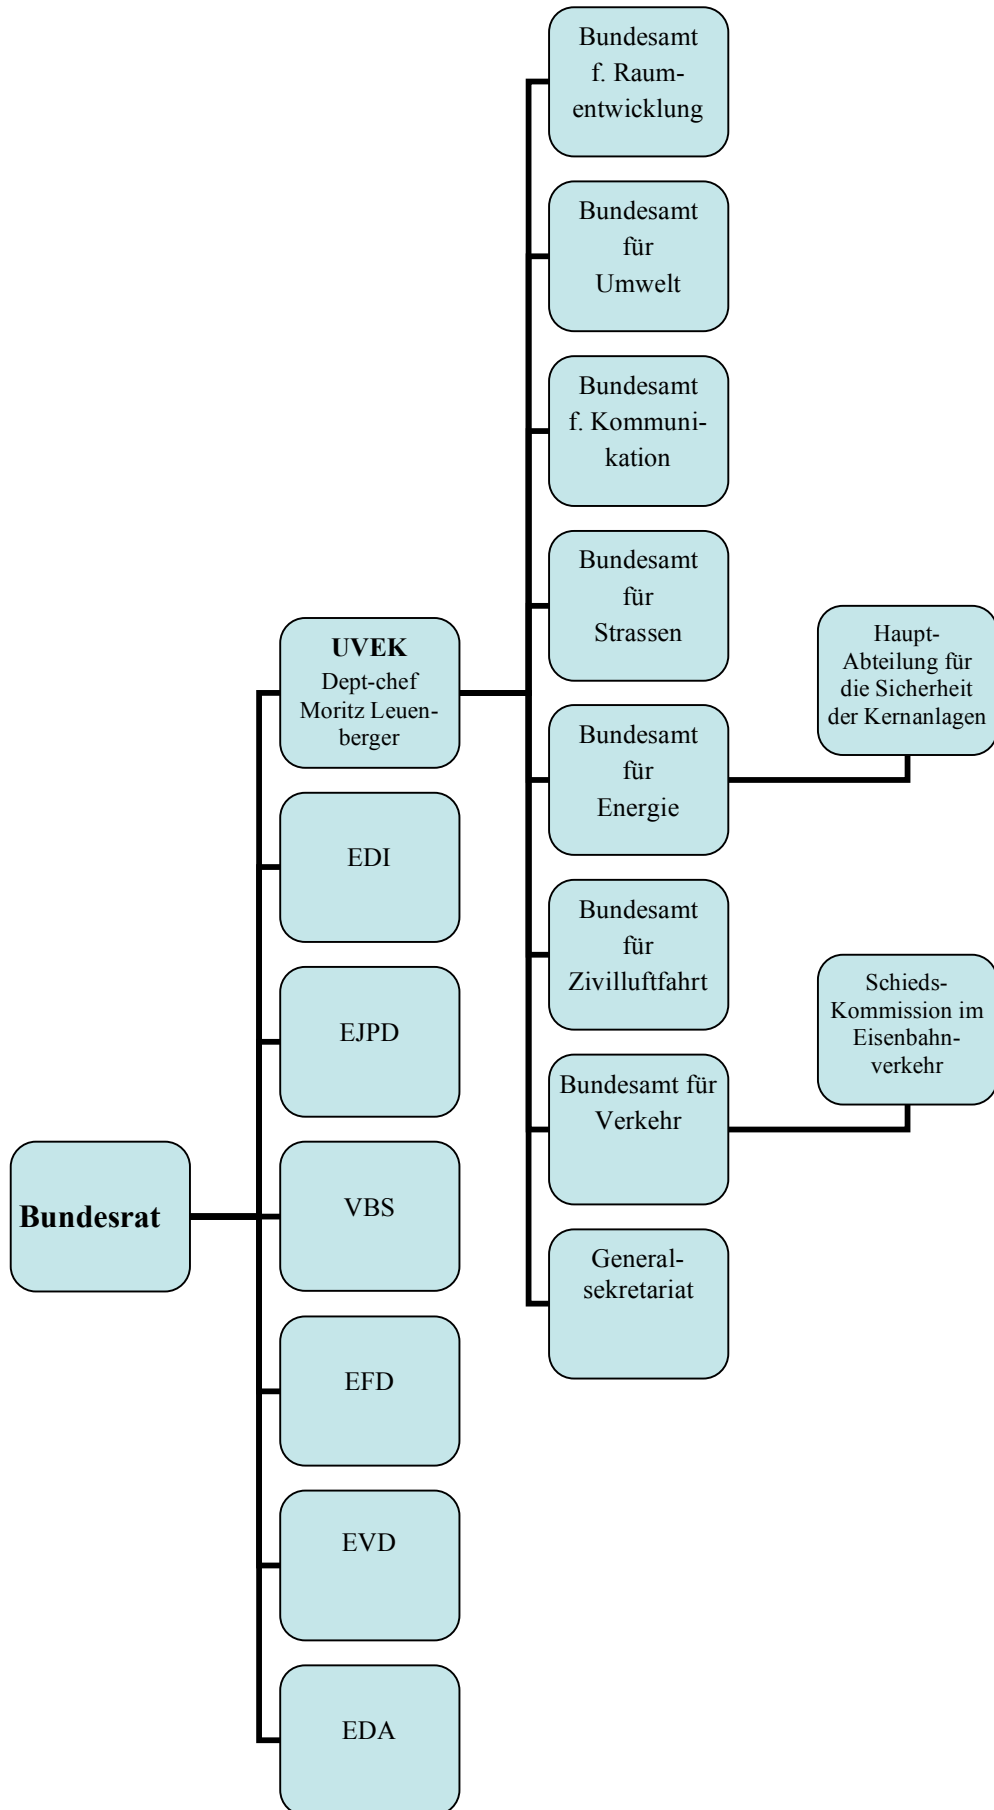 Bundesamt
f. Raum-
entwicklung
Bundesamt
für
Umwelt
Bundesamt
f. Kommuni-
kation
Bundesamt
für
Strassen
Haupt-
Abteilung für
die Sicherheit
der Kernanlagen
UVEK
Dept-chef
Moritz Leuen-
berger
Bundesamt
für
Energie
EDI
Bundesamt
für
Zivilluftfahrt
Schieds-
Kommission im
Eisenbahn-
verkehr
EJPD
Bundesamt für
Verkehr
Bundesrat
VBS
General-
sekretariat
EFD
EVD
EDA